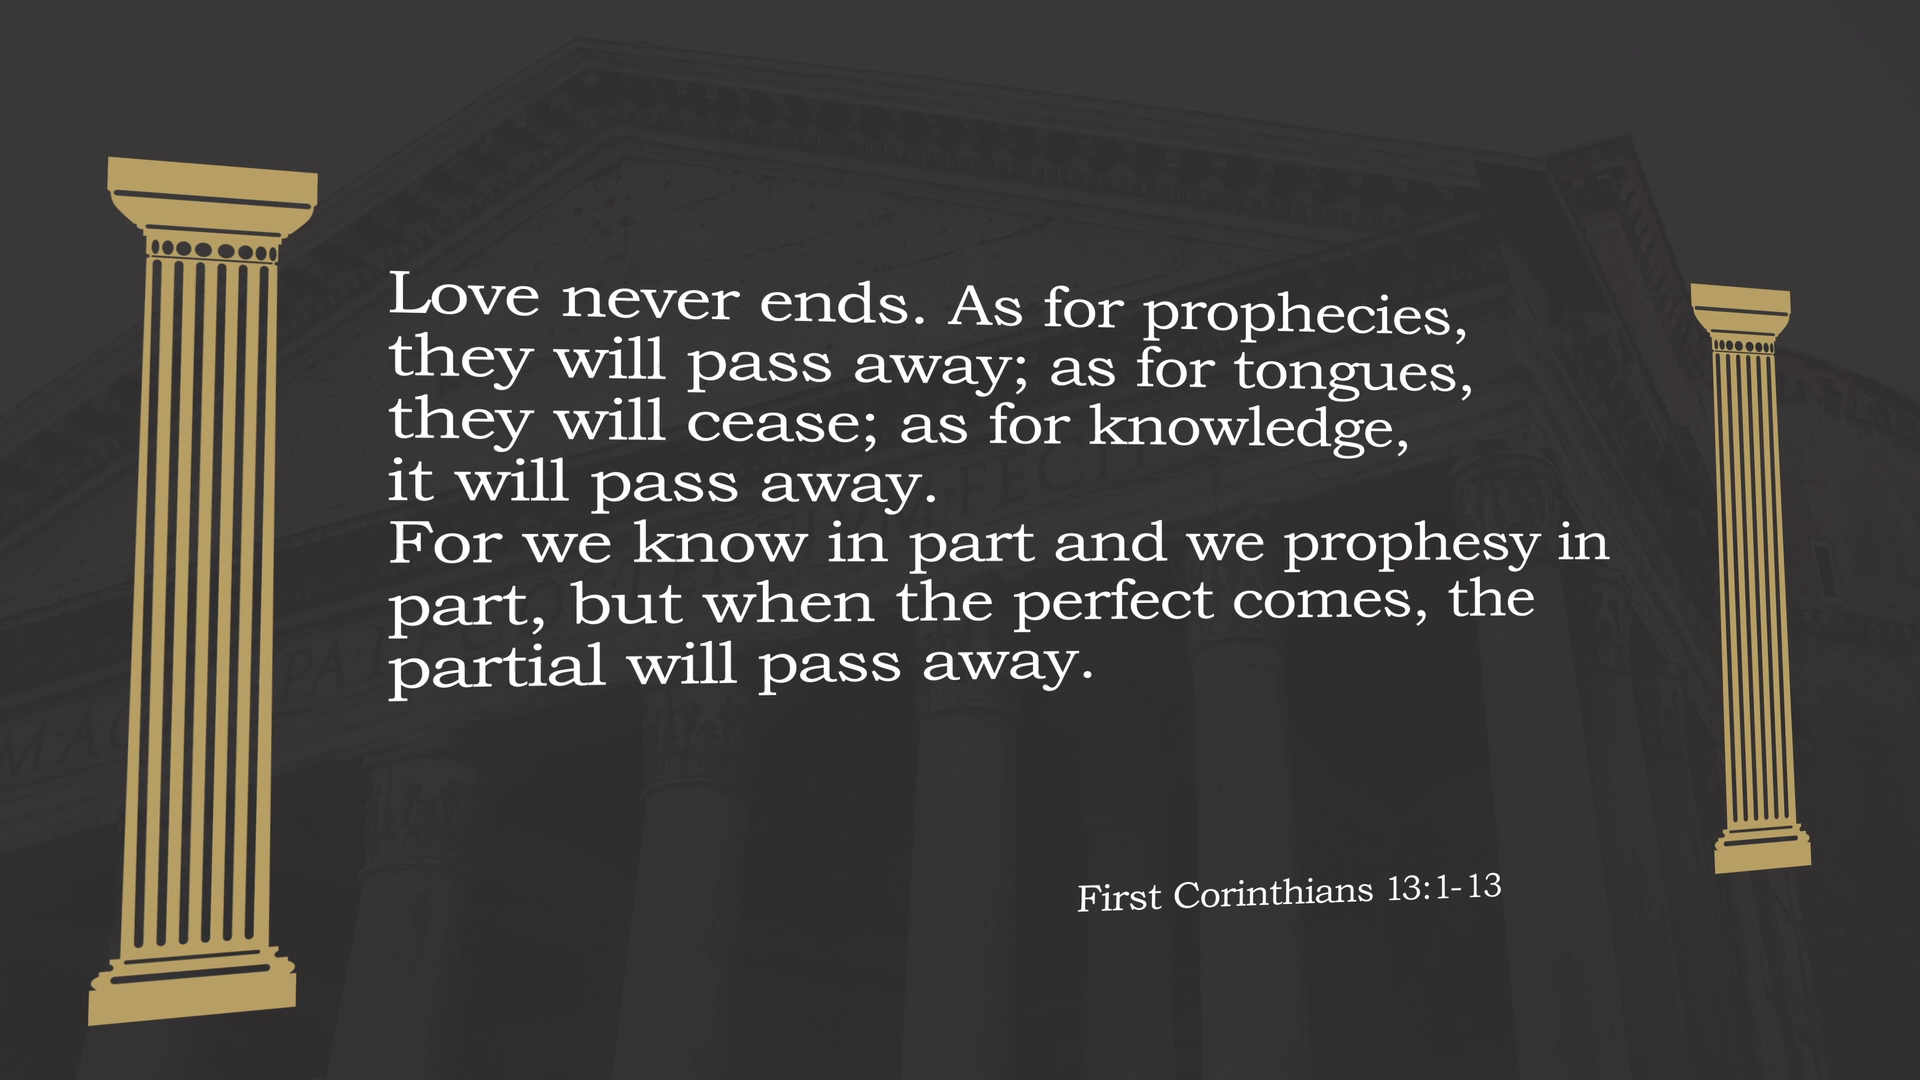 Love never ends. As for prophecies,
they will pass away; as for tongues,
they will cease; as for knowledge,
it will pass away.
For we know in part and we prophesy in
part, but when the perfect comes, the
partial will pass away.
First Corinthians 13:1-13